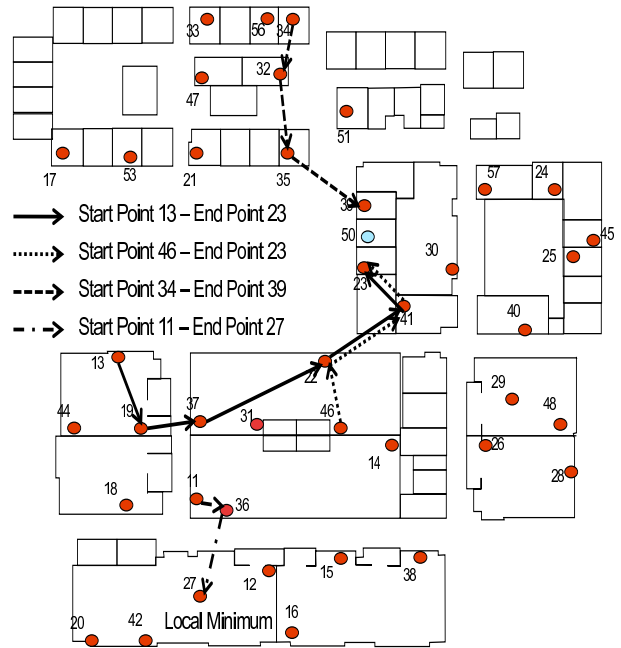 33 56 34
32
47
51
17 53 21 35
57 24
39
Start Point 13 – End Point 23
50 30 45
Start Point 46 – End Point 23
25
23
Start Point 34 – End Point 39
41 40
Start Point 11 – End Point 27
13
22
29
37
44 19 31 46 48
14 26
11
18 36 28
15
12 38
27
Local Minimum 16
20 42